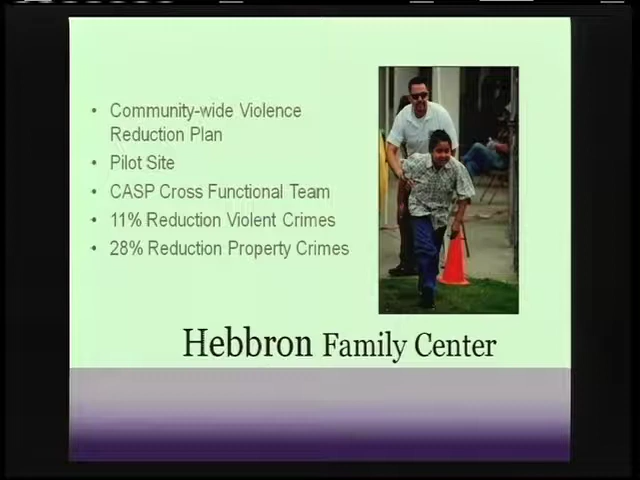 • Community-wide Violence
Reduction Plan
• Pilot Site
• CASP Cross Functional Team
• 11% Reduction Violent Crimes
• 28% Reduction Property Crimes
Hebbron Family Center